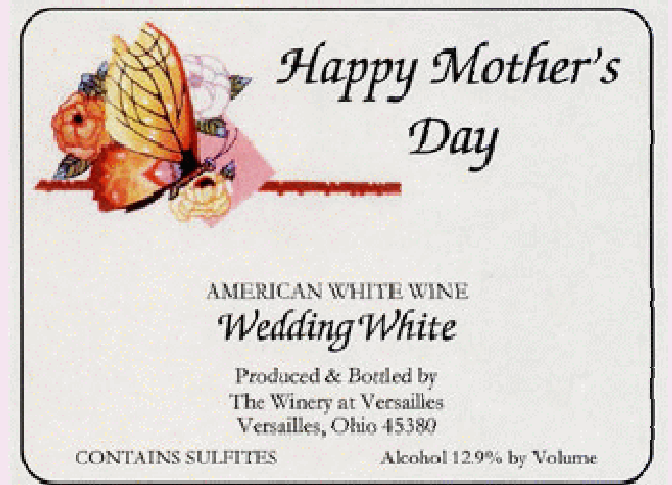 Happy Mother's
Day
AMERICAN WHITE WINE
Wedding White
Produced & Bottled by
The Winery at Versailles
Versailles, Ohio 45380
CONTAINS SULFITES Alcohol 12.9% by Volume